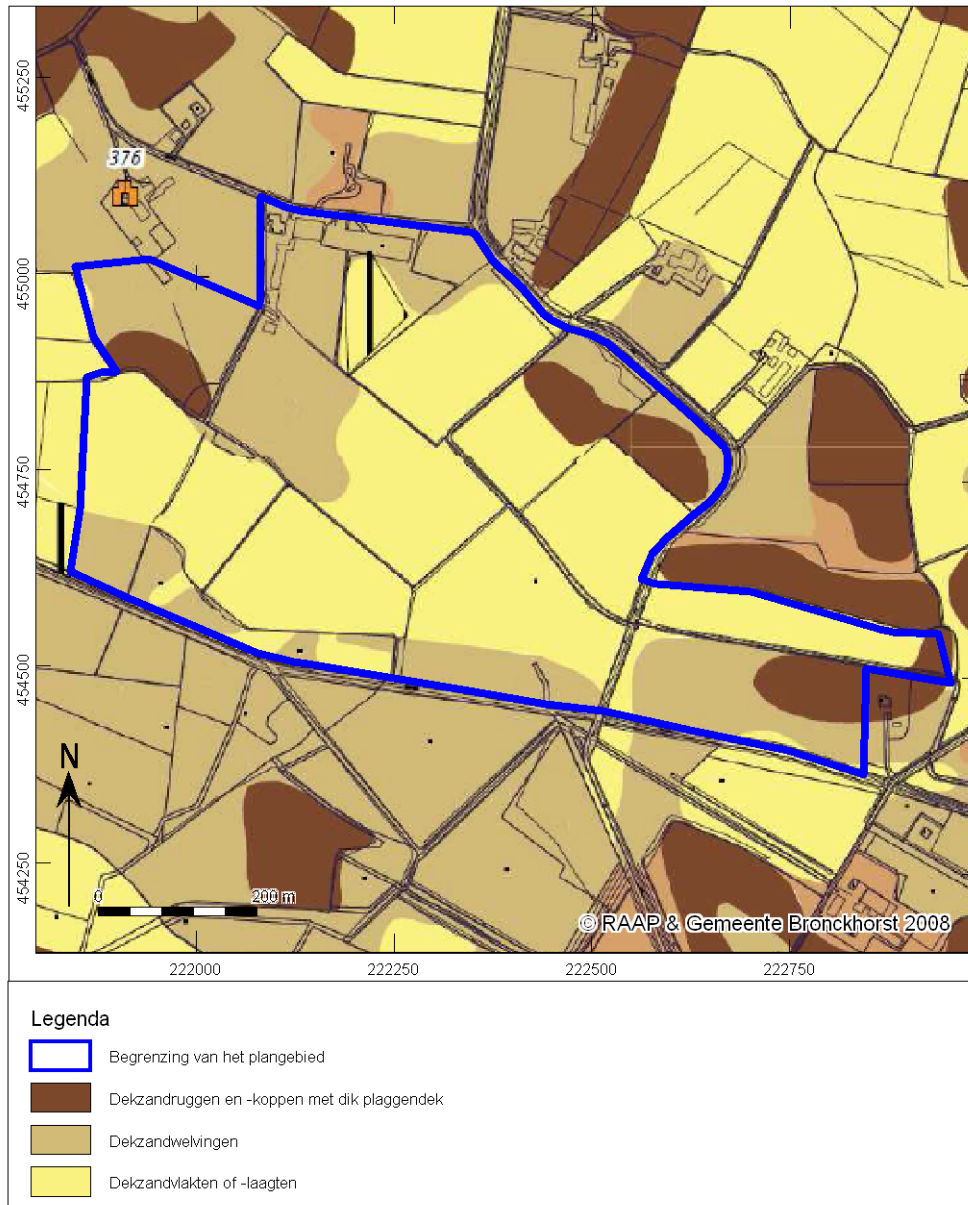 455250
376
455000
454750
454500
N
454250
0 200 m
© RAAP & Gemeente Bronckhorst 2008
222000 222250 222500 222750
Legenda
Begrenzing van het plangebied
Dekzandruggen en -koppen met dik plaggendek
Dekzandwelvingen
Dekzandvlakten of -laagten